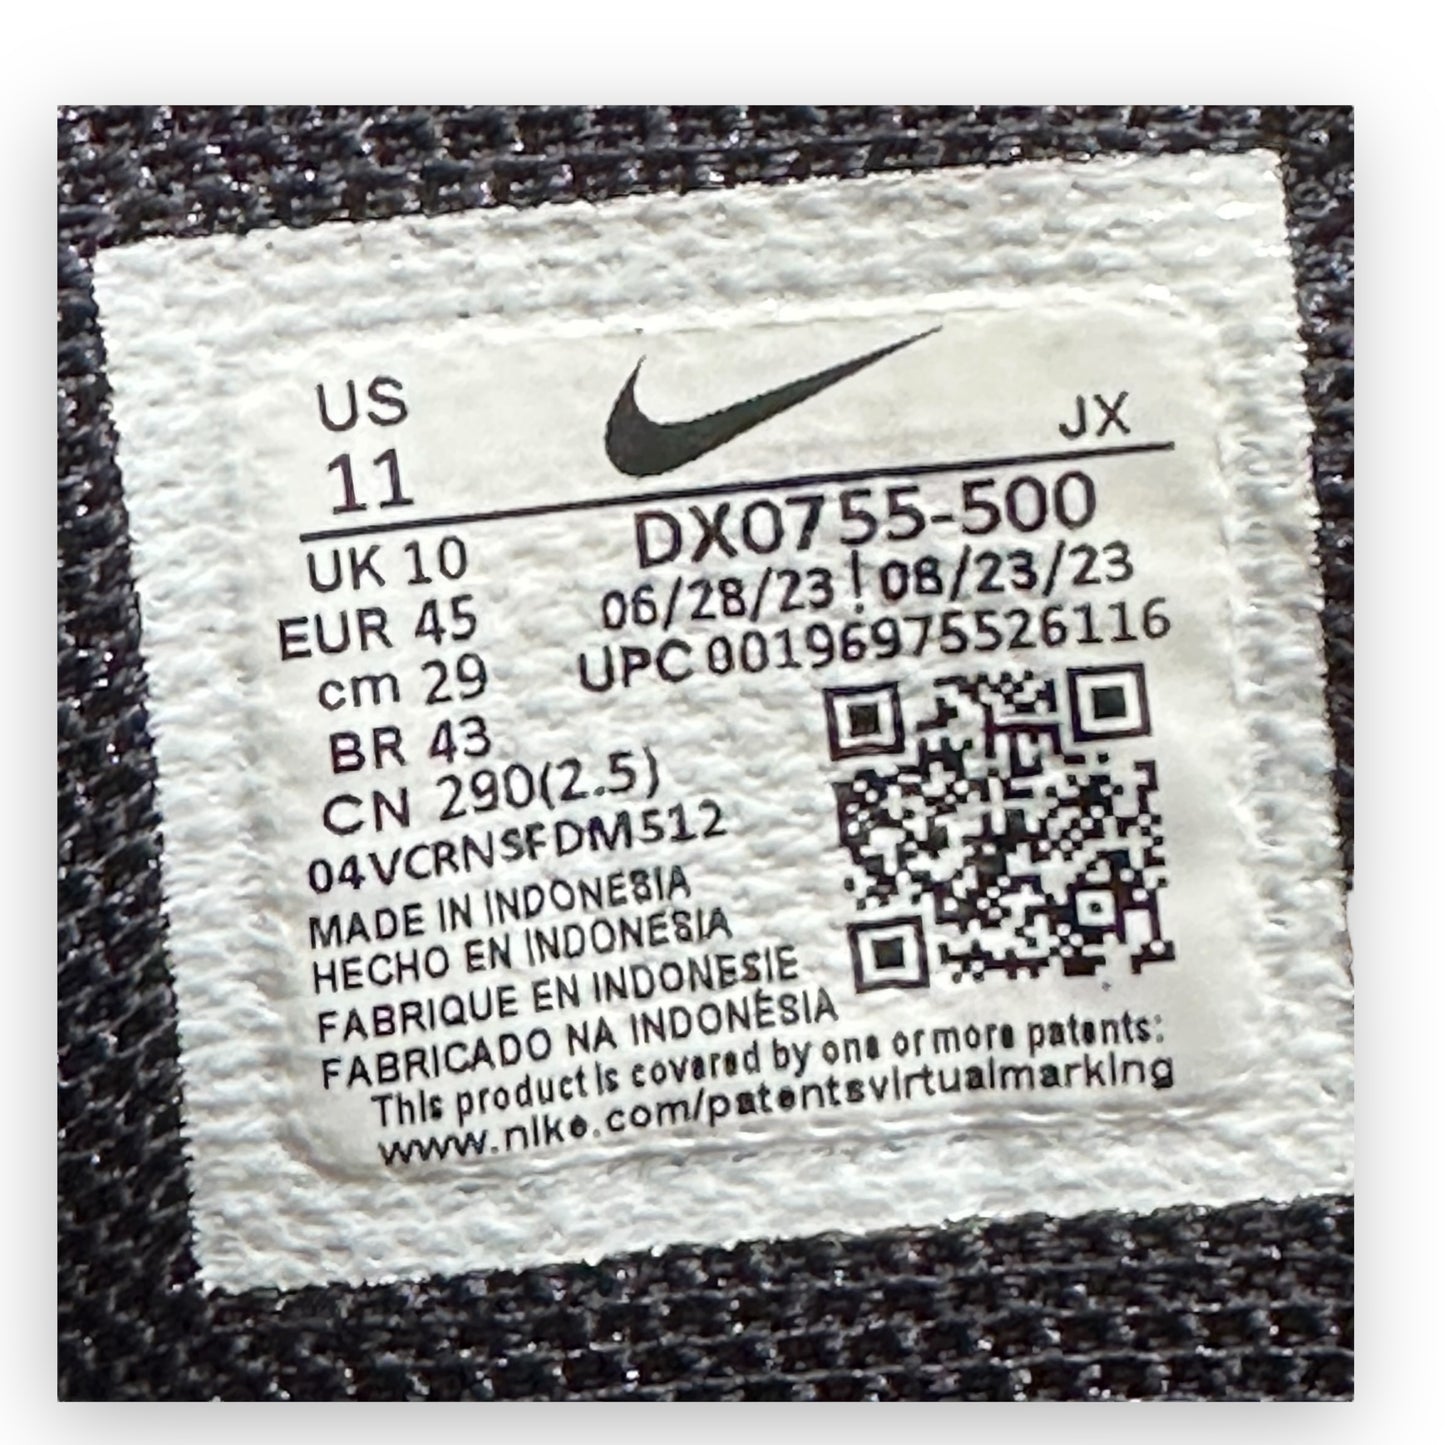 US
11
JX
UK 10
EUR 45
cm 29
BR 43
CN 290(2.5)
04VCRNSFDM512
DX0755-500
06/28/23 ! 08/23/23
UPC 00196975526116
MADE IN INDONESIA
HECHO EN INDONESIA
FABRIQUE EN INDONESIE
FABRICADO NA INDONÉSIA
This product is covered by one or more patents:
www.nike.com/patentsvirtualmarking